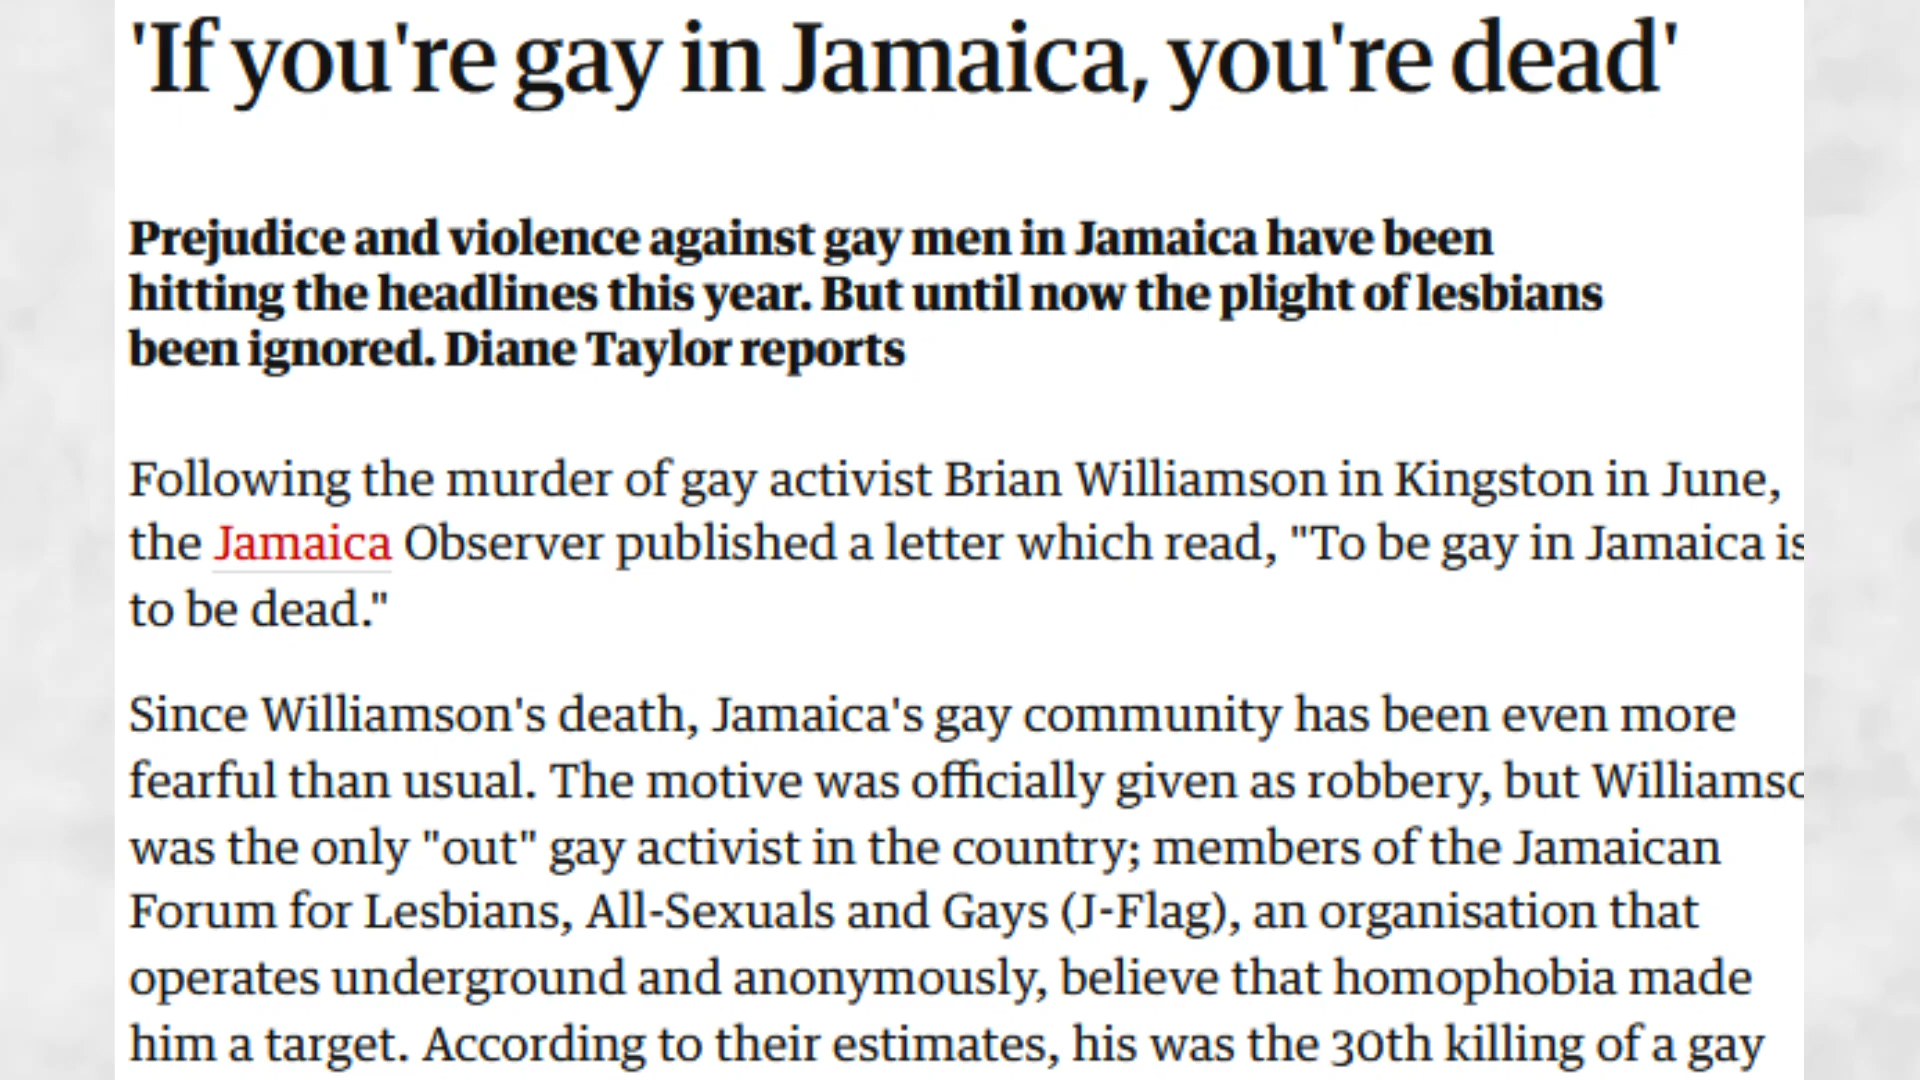 'If you're gay in Jamaica, you're dead'
Prejudice and violence against gay men in Jamaica have been
hitting the headlines this year. But until now the plight of lesbians
been ignored. Diane Taylor reports
Following the murder of gay activist Brian Williamson in Kingston in June,
the Jamaica Observer published a letter which read, "To be gay in Jamaica is
to be dead."
Since Williamson's death, Jamaica's gay community has been even more
fearful than usual. The motive was officially given as robbery, but Williamso
was the only "out" gay activist in the country; members of the Jamaican
Forum for Lesbians, All-Sexuals and Gays (J-Flag), an organisation that
operates underground and anonymously, believe that homophobia made
him a target. According to their estimates, his was the 30th killing of a gay